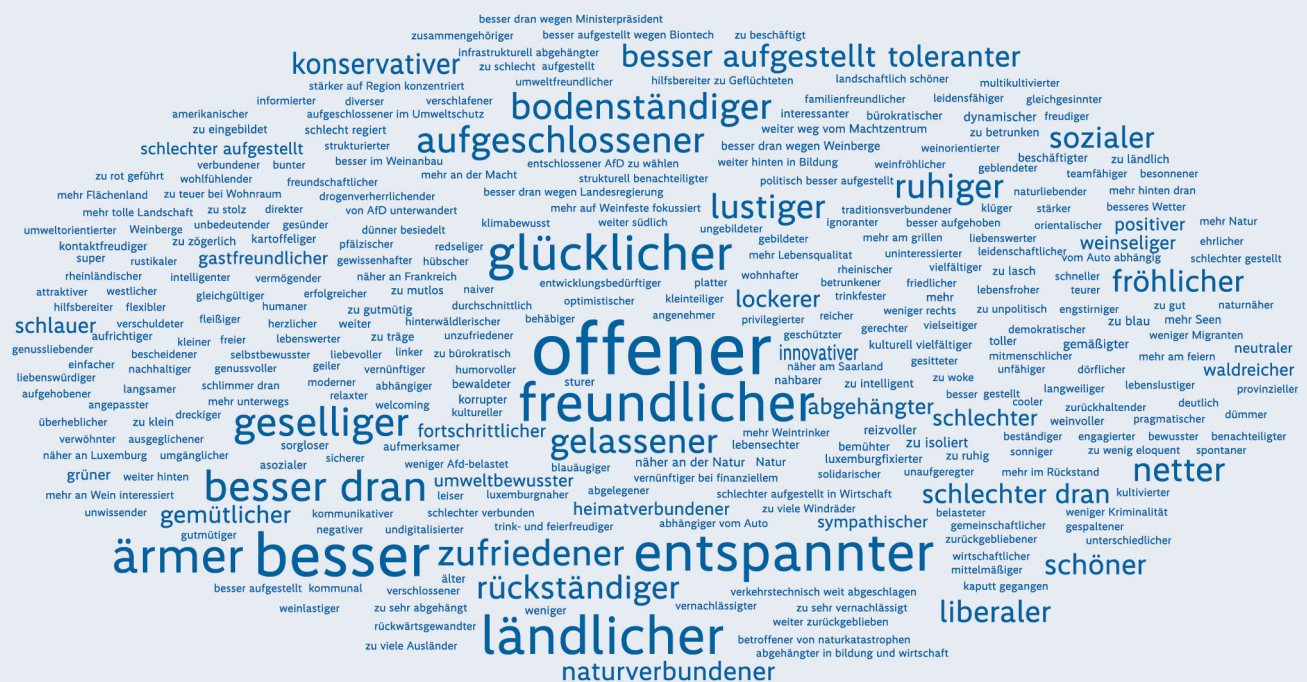 besser dran wegen Ministerpräsident
zusammengehöriger besser aufgestellt wegen Biontech zu beschäftigt
infrastrukturell abgehängter besser aufgestellt toleranter
konservativer zu schlecht aufgestellt
umweltfreundlicher hilfsbereiter zu Geflüchteten landschaftlich schöner
stärker auf Region konzentriert multikultivierter
informierter diverser verschlafener bodenständiger familienfreundlicher leidensfähiger gleichgesinnter
amerikanischer aufgeschlossener im Umweltschutz interessanter bürokratischer dynamischer freudiger
zu eingebildet schlecht regiert aufgeschlossener weiter weg vom Machtzentrum zu betrunken sozialer
schlechter aufgestellt strukturierter besser dran wegen Weinberge weinorientierter
verbundener bunter besser im Weinanbau entschlossener AfD zu wählen weiter hinten in Bildung weinfröhlicher geblendeter beschäftigter zu ländlich
zu rot geführt wohlfühlender freundschaftlicher mehr an der Macht strukturell benachteiligter politisch besser aufgestellt ruhiger teamfähiger besonnener
mehr Flächenland zu teuer bei Wohnraum drogenverherrlichender besser dran wegen Landesregierung naturliebender mehr hinten dran
mehr tolle Landschaft zu stolz direkter von AfD unterwandert mehr auf Weinfeste fokussiert lustiger traditionsverbundener klüger stärker besseres Wetter
umweltorientierter Weinberge unbedeutender gesünder dünner besiedelt klimabewusst weiter südlich ungebildeter ignoranter besser aufgehoben orientalischer positiver mehr Natur
kontaktfreudiger zu zögerlich kartoffeliger pfälzischer redseliger glücklicher gebildeter mehr am grillen liebenswerter weinseliger ehrlicher
super rustikaler gastfreundlicher gewissenhafter hübscher mehr Lebensqualitat uninteressierter leidenschaftlicher vom Auto abhängig schlechter gestellt
rheinländischer intelligenter vermögender näher an Frankreich entwicklungsbedürftiger platter wohnhafter rheinischer vielfältiger zu lasch schneller fröhlicher
attraktiver westlicher gleichgültiger erfolgreicher zu mutlos naiver optimistischer kleinteiliger lockerer betrunkener friedlicher lebensfroher teurer
hilfsbereiter flexibler humaner zu gutmütig durchschnittlich angenehmer trinkfester mehr zu gut naturnäher
schlauer verschuldeter fleißiger herzlicher weiter hinterwäldlerischer behäbiger privilegierter reicher weniger rechts zu unpolitisch engstirniger zu blau mehr Seen
aufrichtiger kleiner freier lebenswerter zu träge unzufriedener offener geschützter gerechter vielseitiger demokratischer weniger Migranten
genussliebender bescheidener selbstbewusster liebevoller linker zu bürokratisch innovativer kulturell vielfältiger toller gemäßigter neutraler
einfacher nachhaltiger genussvoller geiler vernünftiger humorvoller näher am Saarland gesitteter mitmenschlicher mehr am feiern
liebenswürdiger unfähiger dörflicher waldreicher
aufgehobener langsamer schlimmer dran moderner abhängiger bewaldeter sturer nahbarer zu intelligent zu woke langweiliger lebenslustiger provinzieller
angepasster mehr unterwegs relaxter welcoming korrupter freundlicher abgehängter besser gestellt cooler zurückhaltender deutlich
überheblicher zu klein dreckiger geselliger kultureller reizvoller schlechter weinvoller pragmatischer dümmer
verwöhnter ausgeglichener fortschrittlicher gelassener mehr Weintrinker bemühter zu isoliert beständiger engagierter bewusster benachteiligter
sorgloser aufmerksamer lebensechter sonniger zu wenig eloquent spontaner
näher an Luxemburg umgänglicher sicherer luxemburgfixierter zu ruhig
asozialer weniger Afd-belastet blauäugiger näher an der Natur Natur
grüner weiter hinten besser dran umweltbewusster vernünftiger bei finanziellem solidarischer unaufgeregter mehr im Rückstand netter
mehr an Wein interessiert leiser luxemburgnaher abgelegener schlechter aufgestellt in Wirtschaft schlechter dran kultivierter
unwissender gemütlicher kommunikativer schlechter verbunden heimatverbundener zu viele Windräder belasteter weniger Kriminalität
gutmütiger negativer undigitalisierter trink- und feierfreudiger abhängiger vom Auto sympathischer gemeinschaftlicher gespaltener
zurückgebliebener unterschiedlicher
ärmer besser zufriedener entspannter wirtschaftlicher schöner
mittelmäßiger
besser aufgestellt kommunal älter rückständiger kaputt gegangen
verschlossener verkehrstechnisch weit abgeschlagen
weinlastiger zu sehr abgehängt weniger vernachlässigter zu sehr vernachlässigt liberaler
rückwärtsgewandter ländlicher weiter zurückgeblieben
zu viele Ausländer betroffener von naturkatastrophen
abgehängter in bildung und wirtschaft
naturverbundener